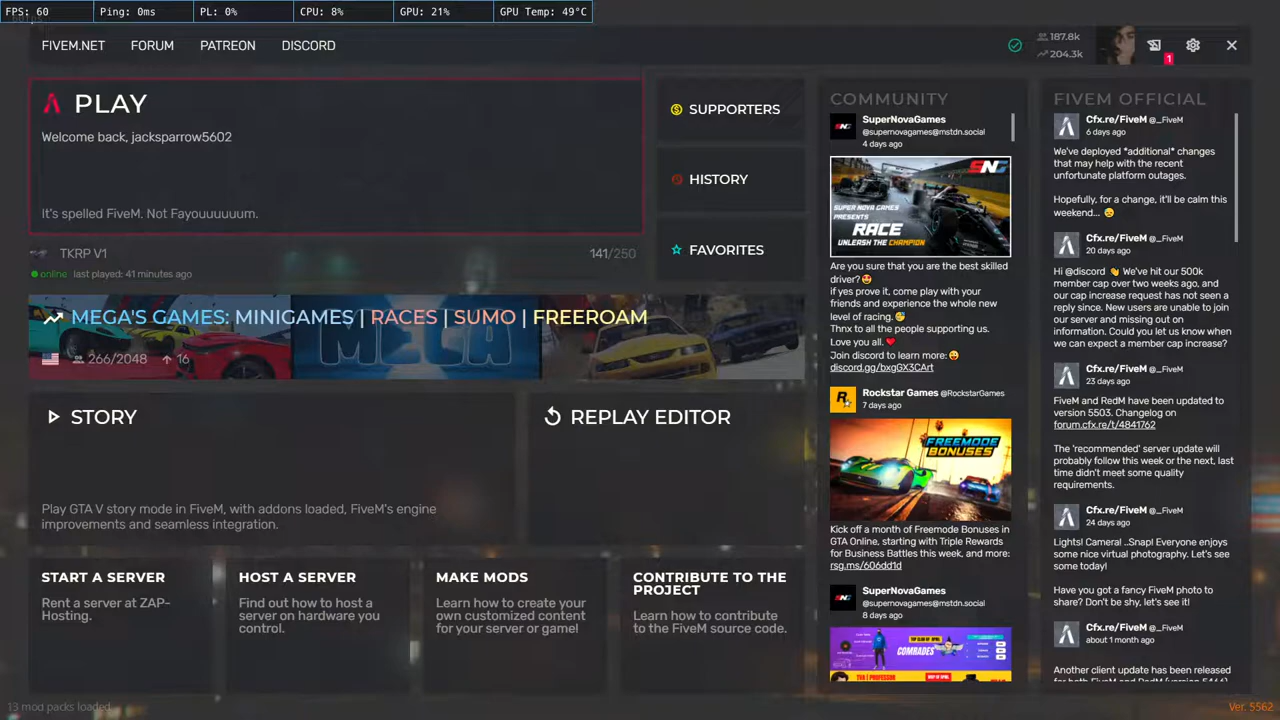 FPS: 60
Ping: 0ms
PL: 0%
CPU: 8%
GPU: 21%
GPU Temp: 49°C
FIVEM.NET
FORUM
PATREON
DISCORD
187.8k
204.3k
1
PLAY
Welcome back, jacksparrow5602
It's spelled FiveM. Not Fayouuuuuum.
TKRP V1
141/250
online
last played: 41 minutes ago
SUPPORTERS
HISTORY
FAVORITES
MEGA'S GAMES: MINIGAMES | RACES | SUMO | FREEROAM
MEGA
266/2048
16
STORY
Play GTA V story mode in FiveM, with addons loaded, FiveM's engine
improvements and seamless integration.
REPLAY EDITOR
START A SERVER
Rent a server at ZAP-
Hosting.
HOST A SERVER
Find out how to host a
server on hardware you
control.
MAKE MODS
Learn how to create your
own customized content
for your server or game!
CONTRIBUTE TO THE
PROJECT
Learn how to contribute
to the FiveM source code.
COMMUNITY
SuperNovaGames
@supernovagames@mstdn.social
4 days ago
SNG
SUPER NOVA GAMES
PRESENTS
RACE
UNLEASH THE CHAMPION
Are you sure that you are the best skilled
driver?😍
if yes prove it, come play with your
friends and experience the whole new
level of racing.😴
Thnx to all the people supporting us.
Love you all. ❤️
Join discord to learn more:😛
discord.gg/bxgGX3CArt
Rockstar Games @RockstarGames
7 days ago
FREEMODE
BONUSES
Kick off a month of Freemode Bonuses in
GTA Online, starting with Triple Rewards
for Business Battles this week, and more:
rsg.ms/606dd1d
SuperNovaGames
@supernovagames@mstdn.social
8 days ago
COMRADES
FIVEM OFFICIAL
Cfx.re/FiveM @_FiveM
6 days ago
We've deployed *additional* changes
that may help with the recent
unfortunate platform outages.
Hopefully, for a change, it'll be calm this
weekend... 😔
Cfx.re/FiveM @_FiveM
20 days ago
Hi @discord 👋 We've hit our 500k
member cap over two weeks ago, and
our cap increase request has not seen a
reply since. New users are unable to join
our server and missing out on
information. Could you let us know when
we can expect a member cap increase?
Cfx.re/FiveM @_FiveM
23 days ago
FiveM and RedM have been updated to
version 5503. Changelog on
forum.cfx.re/t/4841762
The 'recommended' server update will
probably follow this week or the next, last
time didn't meet some quality
requirements.
Cfx.re/FiveM @_FiveM
24 days ago
Lights! Camera! ..Snap! Everyone enjoys
some nice virtual photography. Let's see
some today!
Have you got a fancy FiveM photo to
share? Don't be shy, let's see it!
Cfx.re/FiveM @_FiveM
about 1 month ago
Another client update has been released
13 mod packs loaded
Ver. 5562